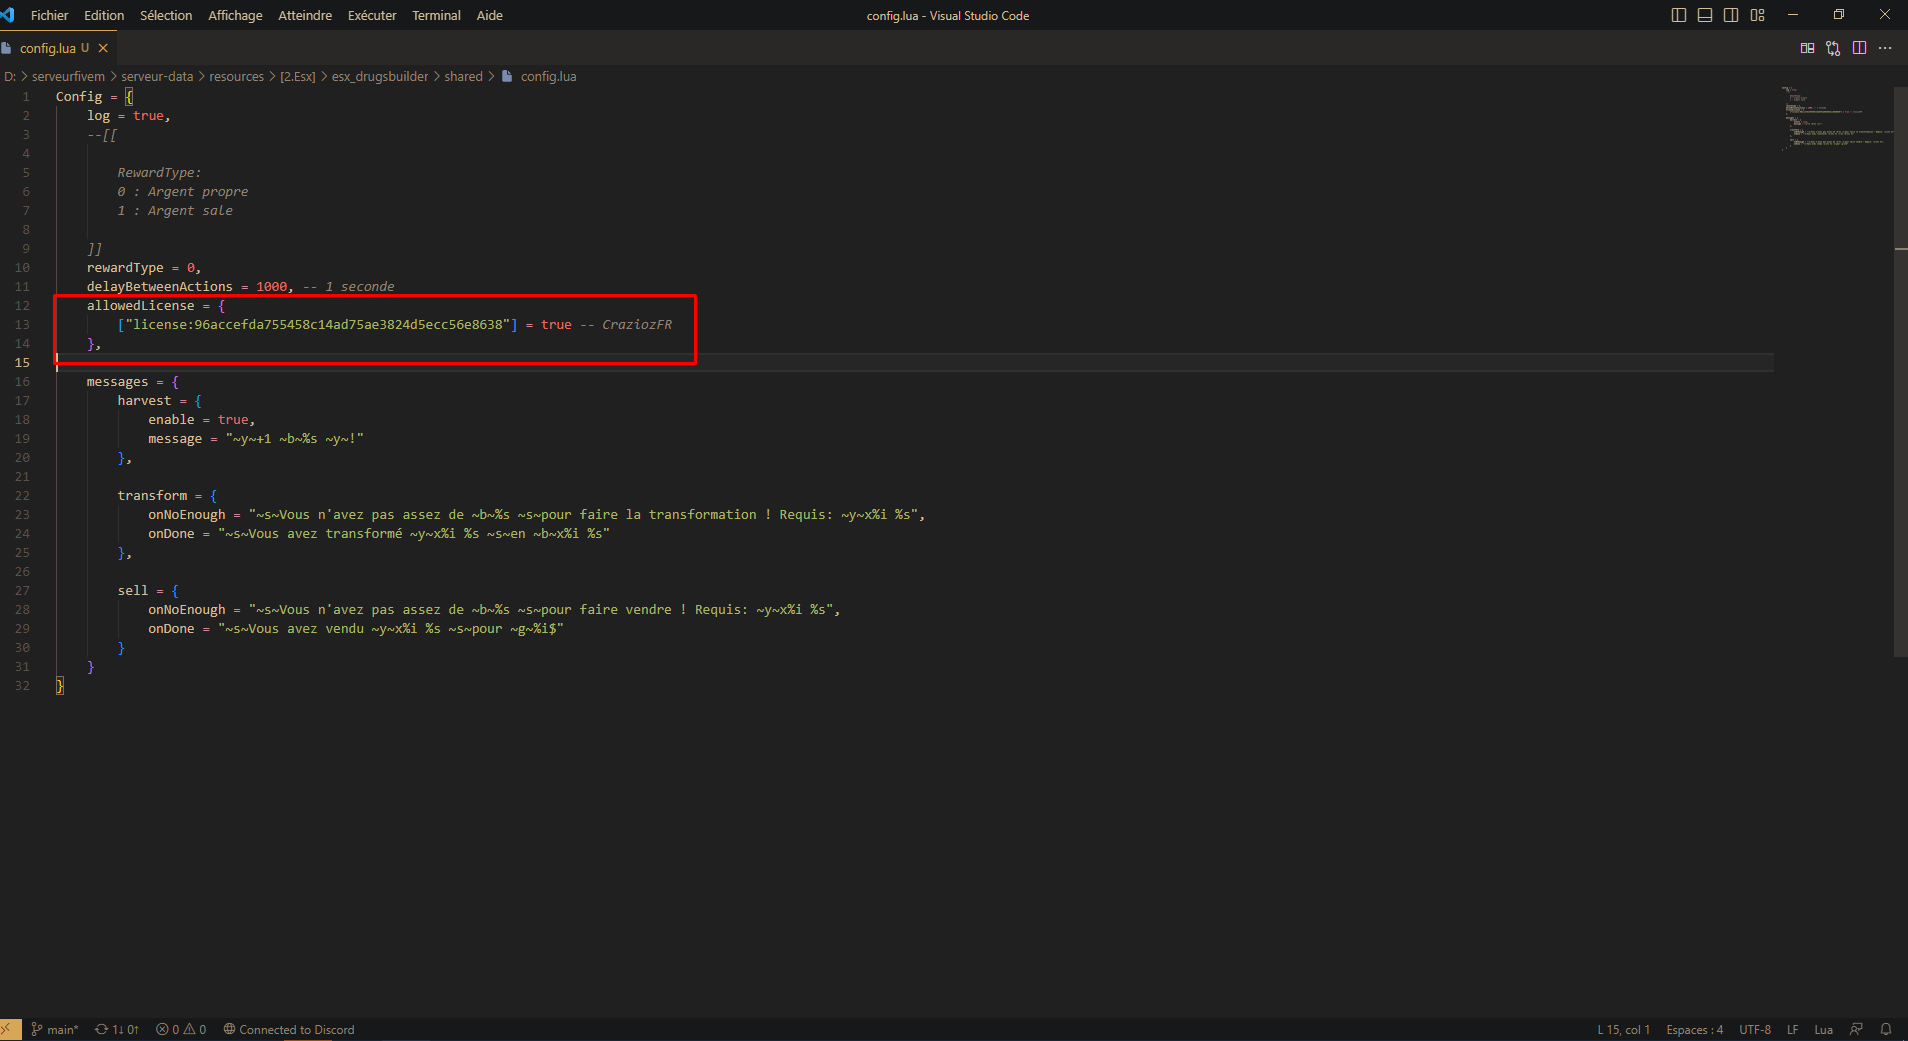 Fichier Edition Sélection Affichage Atteindre Exécuter Terminal Aide
config.lua - Visual Studio Code
config.lua U
D: > serveurfivem > serveur-data > resources > [2.Esx] > esx_drugsbuilder > shared > config.lua
1 Config = {
2 log = true,
3 --[[
4
5 RewardType:
6 0 : Argent propre
7 1 : Argent sale
8
9 ]]
10 rewardType = 0,
11 delayBetweenActions = 1000, -- 1 seconde
12 allowedLicense = {
13 ["license:96accefda755458c14ad75ae3824d5ecc56e8638"] = true -- CraziozFR
14 },
15
16 messages = {
17 harvest = {
18 enable = true,
19 message = "~y~+1 ~b~%s ~y~!"
20 },
21
22 transform = {
23 onNoEnough = "~s~Vous n'avez pas assez de ~b~%s ~s~pour faire la transformation ! Requis: ~y~x%i %s",
24 onDone = "~s~Vous avez transformé ~y~x%i %s ~s~en ~b~x%i %s"
25 },
26
27 sell = {
28 onNoEnough = "~s~Vous n'avez pas assez de ~b~%s ~s~pour faire vendre ! Requis: ~y~x%i %s",
29 onDone = "~s~Vous avez vendu ~y~x%i %s ~s~pour ~g~%i$"
30 }
31 }
32 }
main* 1↓ 0↑ 0 0 Connected to Discord
L 15, col 1 Espaces : 4 UTF-8 LF Lua